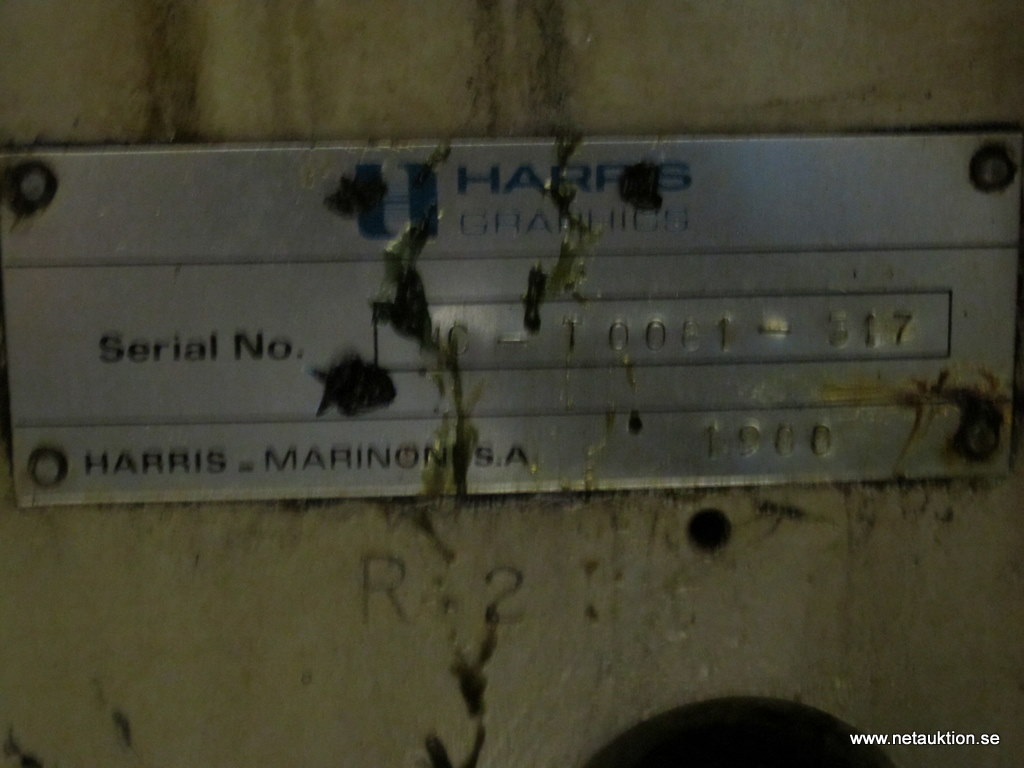 HARRIS
GRAPHICS
Serial No.
HARRIS - MARINONI S.A.
R-2
www.netauktion.se